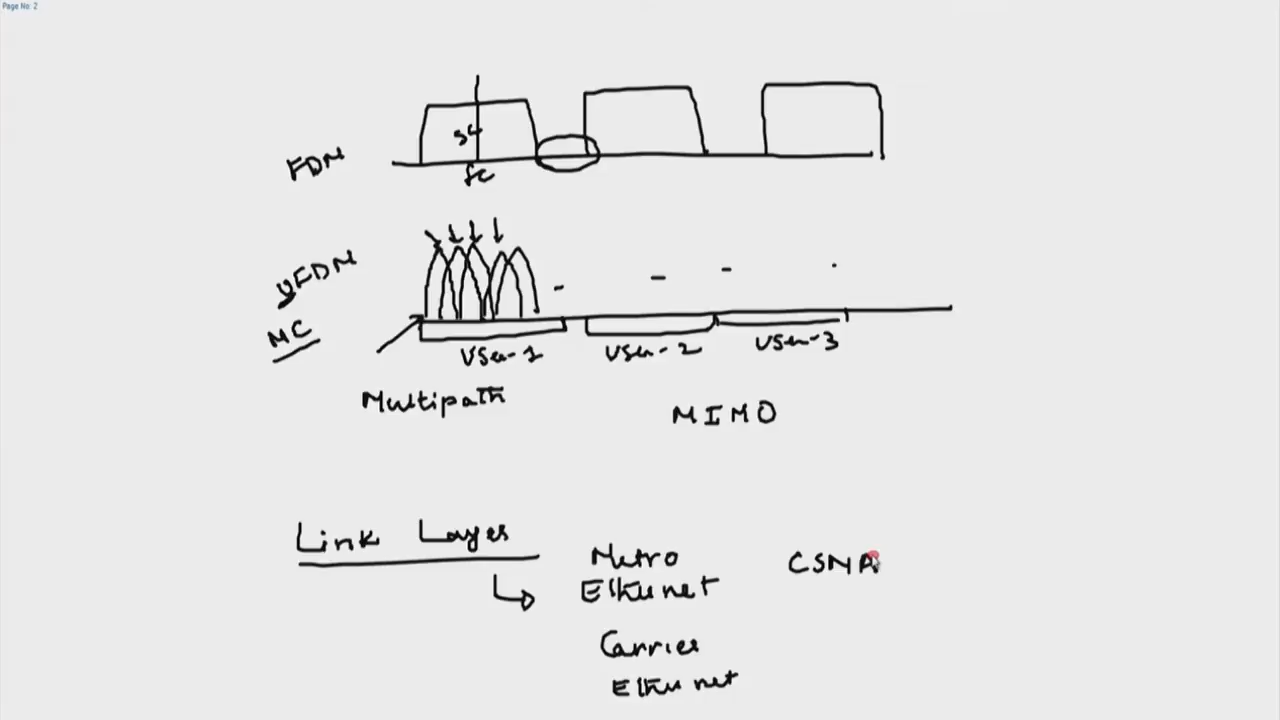 Page No: 2
SC
FDM
fc
OFDM
MC
User-1
User-2
User-3
Multipath
MIMO
Link Layer
Metro
Ethernet
CSMA
Carrier
Ethernet